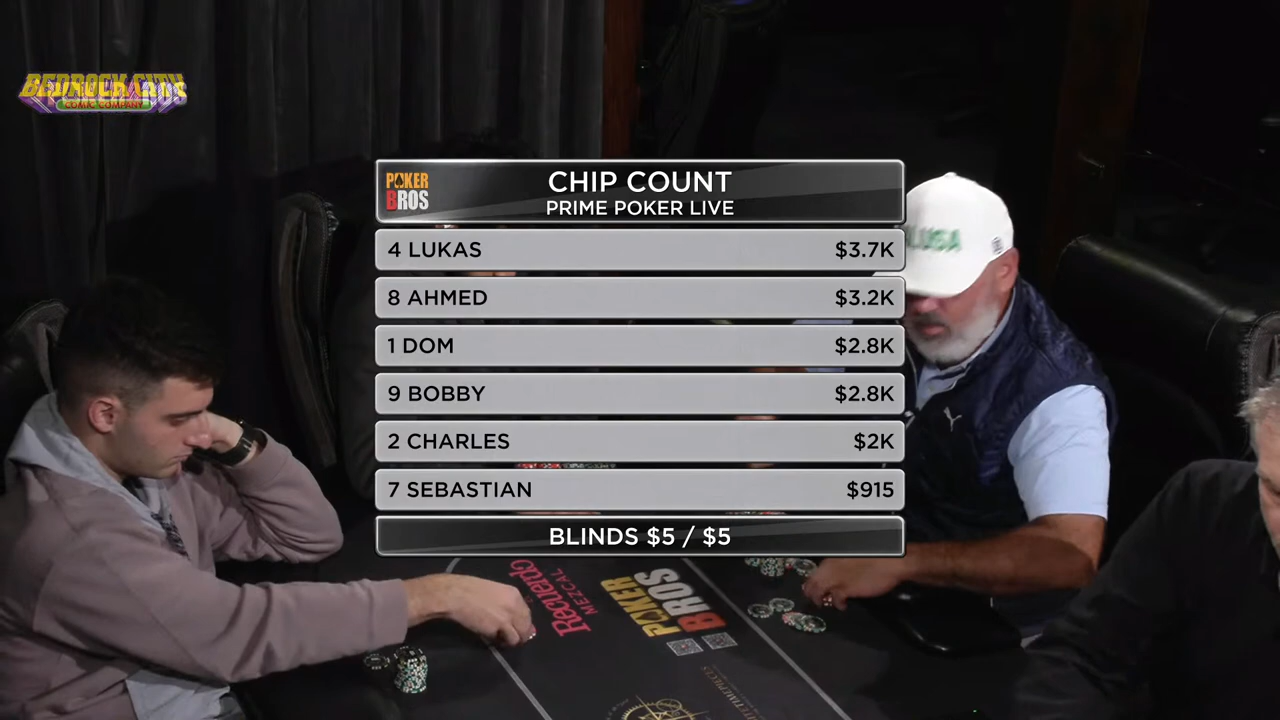 BEDROCK CITY
COMIC COMPANY
POKER
BROS
CHIP COUNT
PRIME POKER LIVE
4 LUKAS $3.7K
8 AHMED $3.2K
1 DOM $2.8K
9 BOBBY $2.8K
2 CHARLES $2K
7 SEBASTIAN $915
BLINDS $5 / $5
Recuerdo
MEZCAL
POKER
BROS